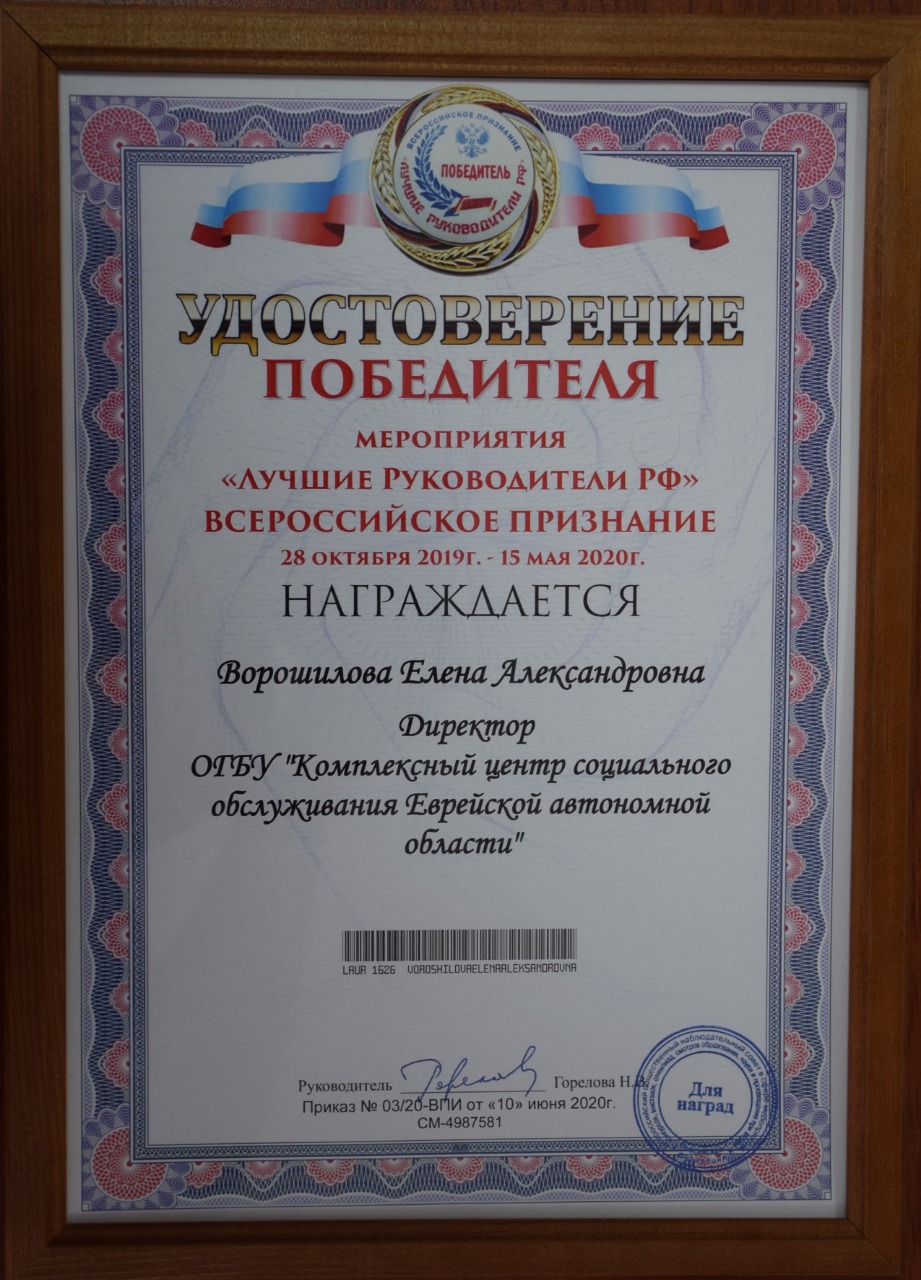 ВСЕРОССИЙСКОЕ ПРИЗНАНИЕ
ПОБЕДИТЕЛЬ
«ЛУЧШИЕ РУКОВОДИТЕЛИ РФ»
УДОСТОВЕРЕНИЕ
ПОБЕДИТЕЛЯ
МЕРОПРИЯТИЯ
«ЛУЧШИЕ РУКОВОДИТЕЛИ РФ»
ВСЕРОССИЙСКОЕ ПРИЗНАНИЕ
28 ОКТЯБРЯ 2019Г. - 15 МАЯ 2020Г.
НАГРАЖДАЕТСЯ
Ворошилова Елена Александровна
Директор
ОГБУ "Комплексный центр социального
обслуживания Еврейской автономной
области"
LAUR 1626 VOROSHILOVAELENAALEKSANDROVNA
Руководитель Горелова Н.В.
Приказ № 03/20-ВПИ от «10» июня 2020г.
СМ-4987581
Для
наград